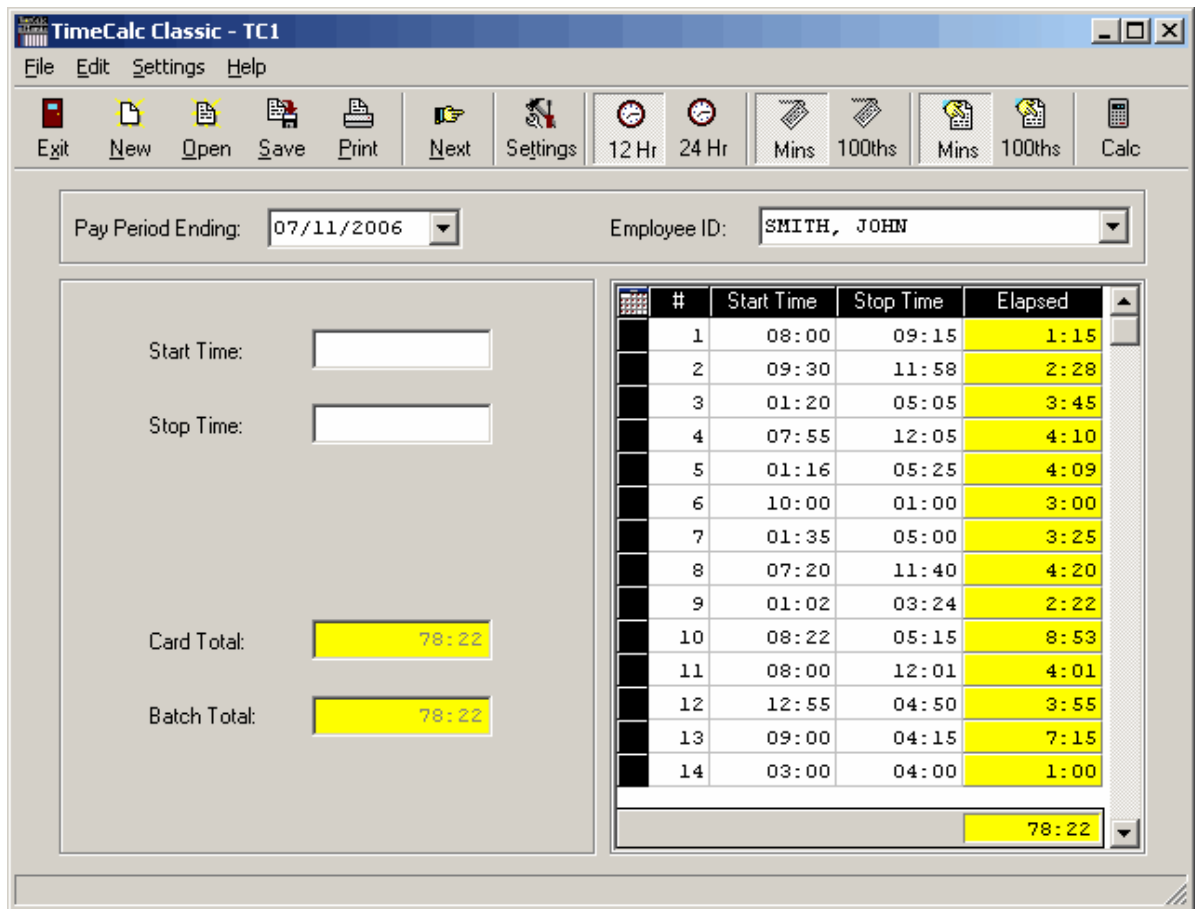 TimeCalc Classic - TC1
File Edit Settings Help
Exit New Open Save Print Next Settings 12 Hr 24 Hr Mins 100ths Mins 100ths Calc
Pay Period Ending: 07/11/2006 Employee ID: SMITH, JOHN
Start Time:
Stop Time:
Card Total: 78:22
Batch Total: 78:22
# Start Time Stop Time Elapsed
1 08:00 09:15 1:15
2 09:30 11:58 2:28
3 01:20 05:05 3:45
4 07:55 12:05 4:10
5 01:16 05:25 4:09
6 10:00 01:00 3:00
7 01:35 05:00 3:25
8 07:20 11:40 4:20
9 01:02 03:24 2:22
10 08:22 05:15 8:53
11 08:00 12:01 4:01
12 12:55 04:50 3:55
13 09:00 04:15 7:15
14 03:00 04:00 1:00
78:22